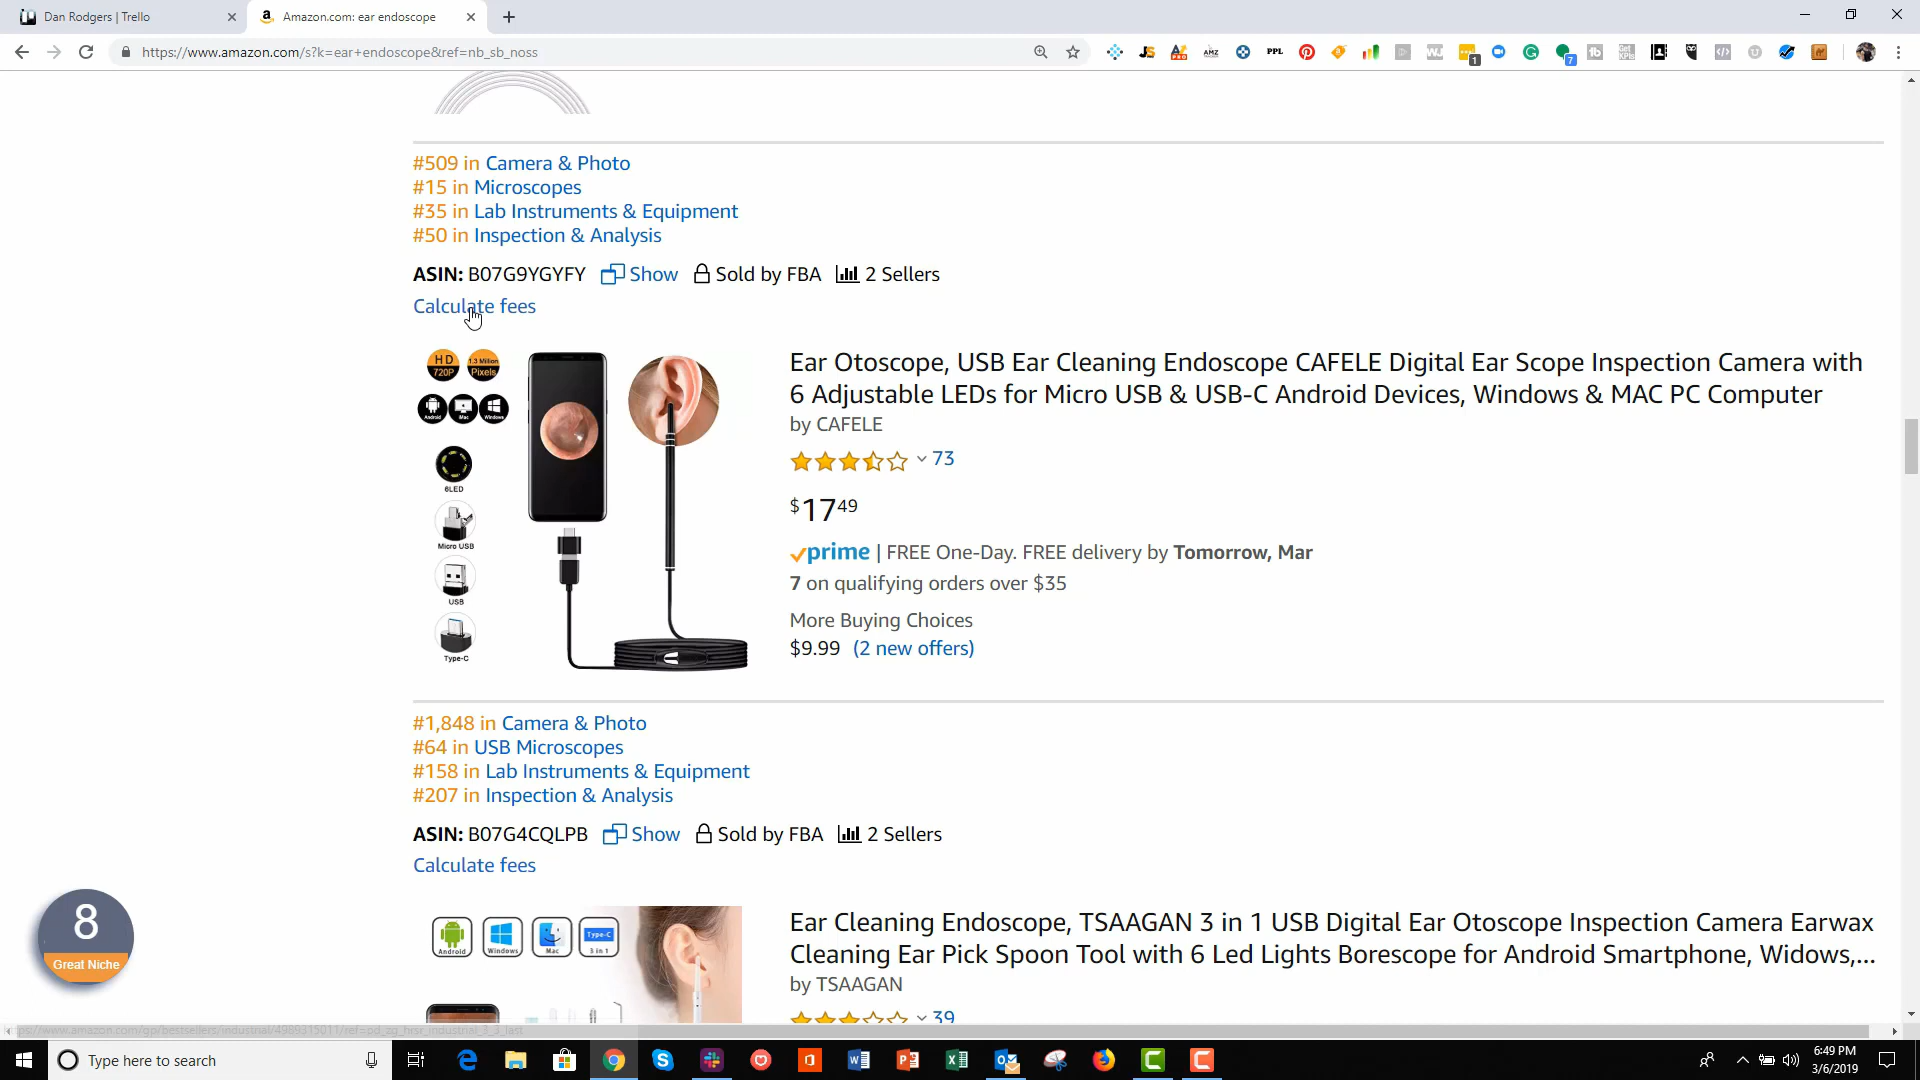 Dan Rodgers | Trello
Amazon.com: ear endoscope
https://www.amazon.com/s?k=ear+endoscope&ref=nb_sb_noss
#509 in Camera & Photo
#15 in Microscopes
#35 in Lab Instruments & Equipment
#50 in Inspection & Analysis
ASIN: B07G9YGYFY Show Sold by FBA 2 Sellers
Calculate fees
HD 720P
1.3 Million Pixels
Android
iMac
Windows
6LED
Micro USB
USB
Type-C
Ear Otoscope, USB Ear Cleaning Endoscope CAFELE Digital Ear Scope Inspection Camera with
6 Adjustable LEDs for Micro USB & USB-C Android Devices, Windows & MAC PC Computer
by CAFELE
73
$17 49
prime | FREE One-Day. FREE delivery by Tomorrow, Mar
7 on qualifying orders over $35
More Buying Choices
$9.99 (2 new offers)
#1,848 in Camera & Photo
#64 in USB Microscopes
#158 in Lab Instruments & Equipment
#207 in Inspection & Analysis
ASIN: B07G4CQLPB Show Sold by FBA 2 Sellers
Calculate fees
Android
Windows
Mac
Type-C
3 in 1
Ear Cleaning Endoscope, TSAAGAN 3 in 1 USB Digital Ear Otoscope Inspection Camera Earwax
Cleaning Ear Pick Spoon Tool with 6 Led Lights Borescope for Android Smartphone, Widows,...
by TSAAGAN
39
8
Great Niche
Type here to search
6:49 PM
3/6/2019